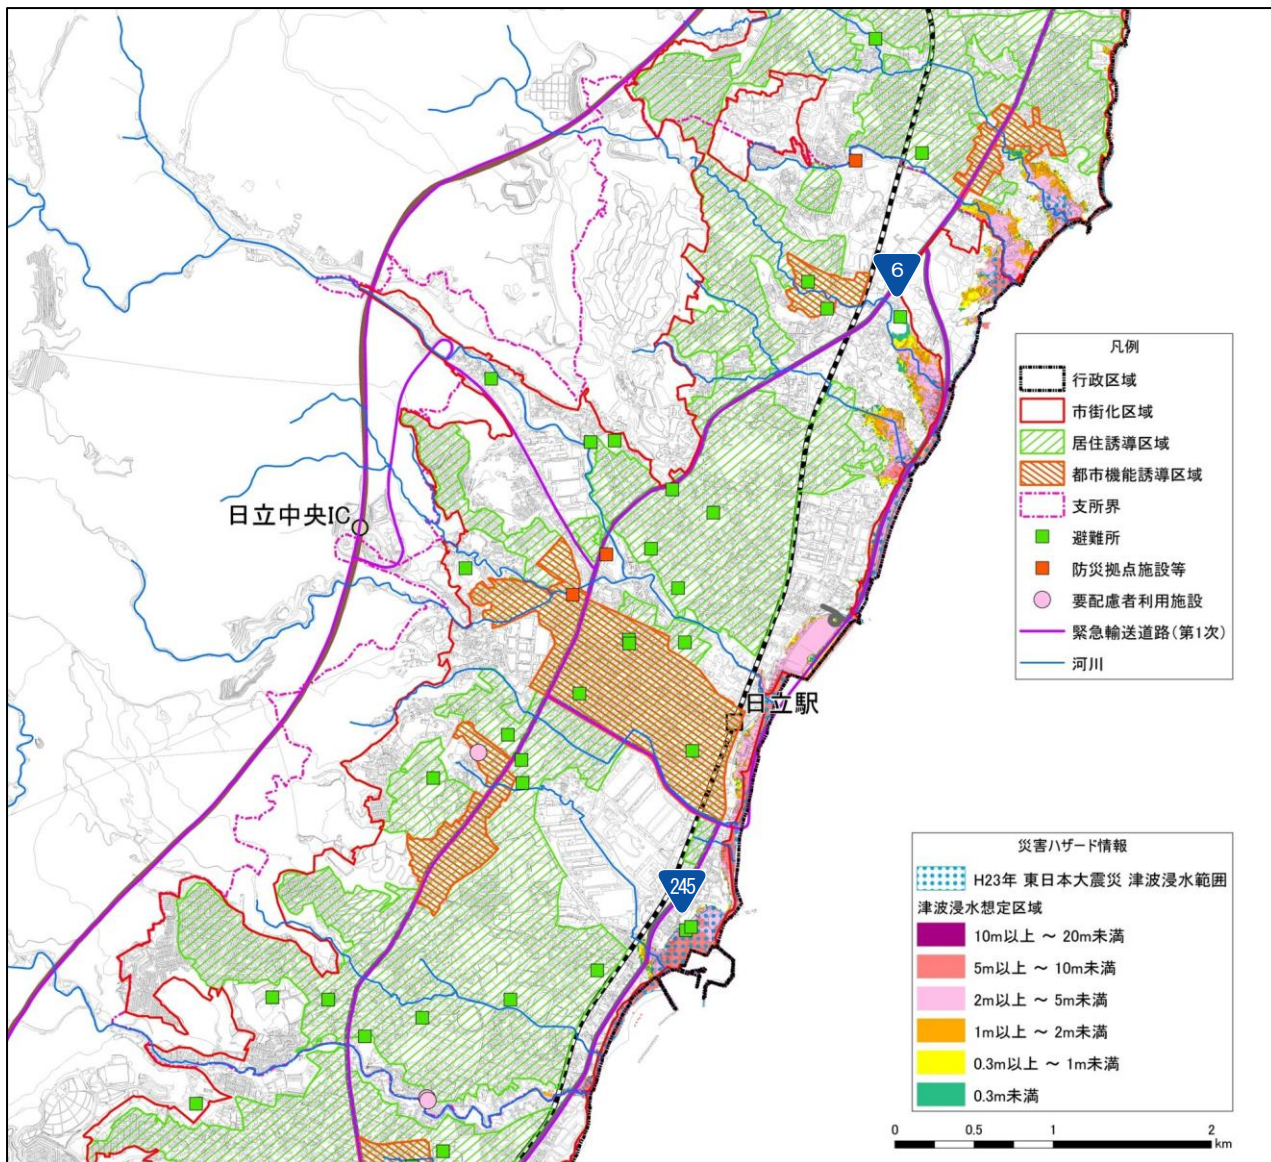 6
凡例
行政区域
市街化区域
居住誘導区域
都市機能誘導区域
支所界
避難所
防災拠点施設等
要配慮者利用施設
緊急輸送道路(第1次)
河川
日立中央IC
日立駅
245
災害ハザード情報
H23年 東日本大震災 津波浸水範囲
津波浸水想定区域
10m以上 ～ 20m未満
5m以上 ～ 10m未満
2m以上 ～ 5m未満
1m以上 ～ 2m未満
0.3m以上 ～ 1m未満
0.3m未満
0 0.5 1 2
km